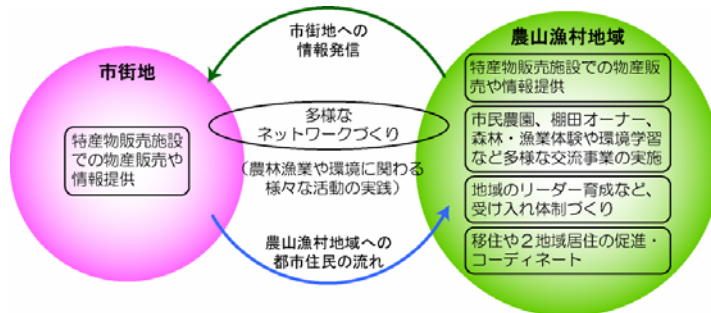 市街地
特産物販売施設
での物産販売や
情報提供
市街地への
情報発信
多様な
ネットワークづくり
(農林漁業や環境に関わる
様々な活動の実践)
農山漁村地域への
都市住民の流れ
農山漁村地域
特産物販売施設での物産販
売や情報提供
市民農園、棚田オーナー、
森林・漁業体験や環境学習
など多様な交流事業の実施
地域のリーダー育成など、
受け入れ体制づくり
移住や2地域居住の促進・
コーディネート